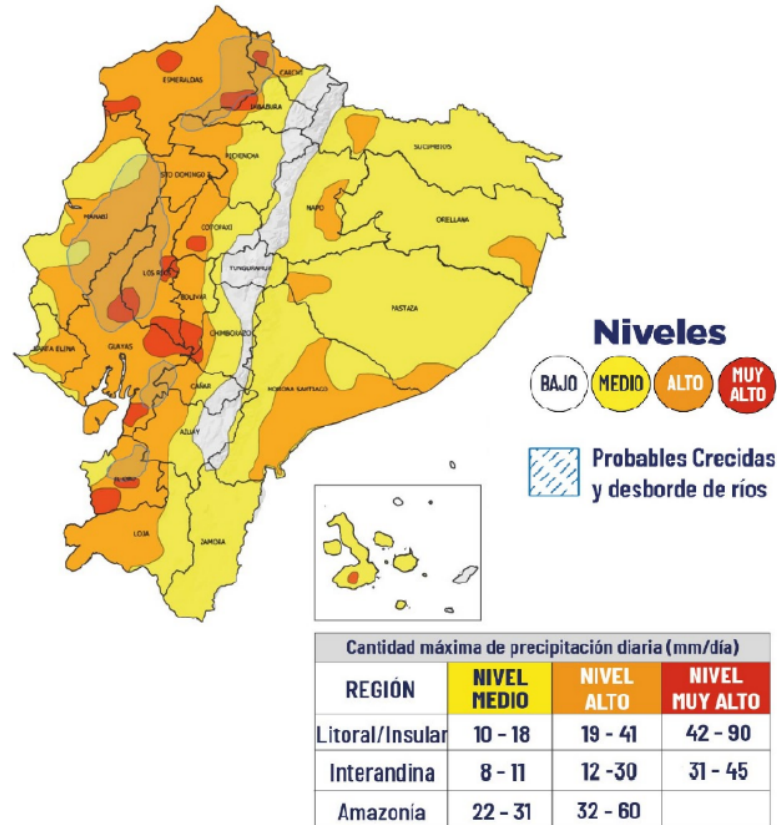 ESMERALDAS
CARCHI
IMBABURA
SUCUMBIOS
PICHINCHA
STO DOMINGO
NAPO
ORELLANA
MANABI
COTOPAXI
TUNGURAHUA
LOS RIOS
BOLIVAR
PASTAZA
CHIMBORAZO
SANTA ELENA
GUAYAS
CAÑAR
MORONA SANTIAGO
AZUAY
EL ORO
LOJA
ZAMORA
Niveles
BAJO MEDIO ALTO MUY
ALTO
Probables Crecidas
y desborde de ríos
Cantidad máxima de precipitación diaria (mm/día)
REGIÓN NIVEL MEDIO NIVEL ALTO NIVEL MUY ALTO
Litoral/Insular 10 - 18 19 - 41 42 - 90
Interandina 8 - 11 12 -30 31 - 45
Amazonía 22 - 31 32 - 60